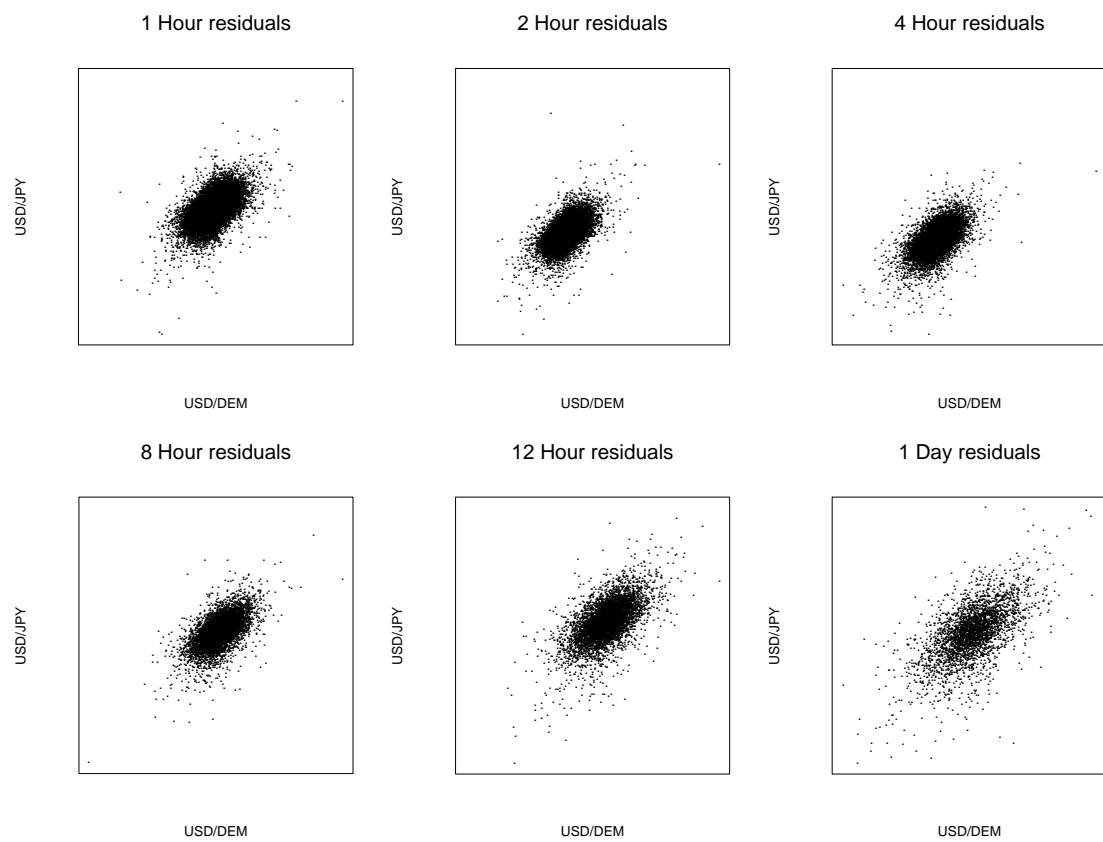 1 Hour residuals
2 Hour residuals
4 Hour residuals
USD/JPY
USD/JPY
USD/JPY
USD/DEM
USD/DEM
USD/DEM
8 Hour residuals
12 Hour residuals
1 Day residuals
USD/JPY
USD/JPY
USD/JPY
USD/DEM
USD/DEM
USD/DEM